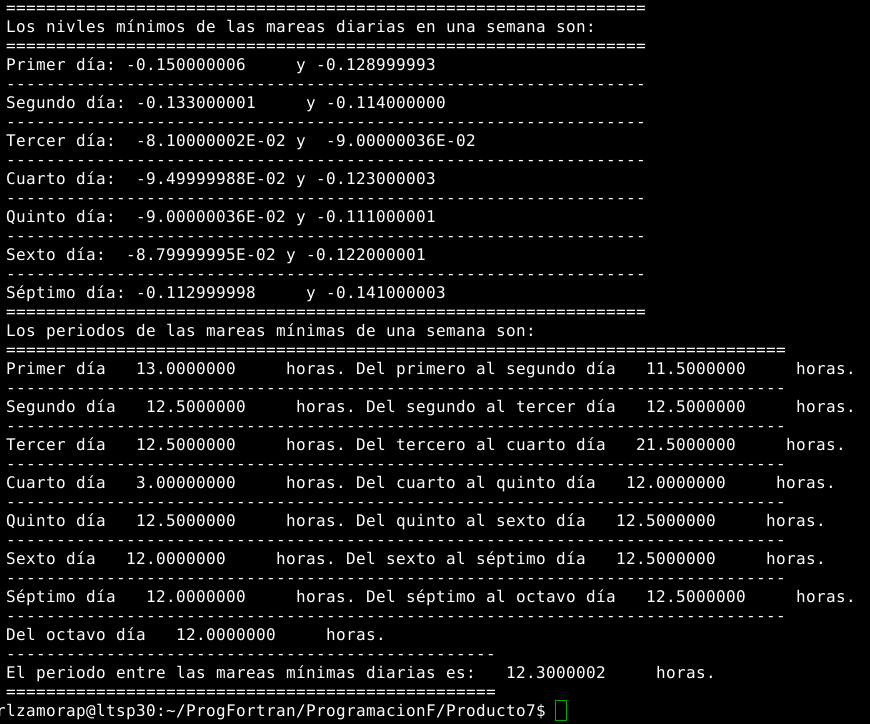 ================================================================
Los nivles mínimos de las mareas diarias en una semana son:
================================================================
Primer día: -0.150000006     y -0.128999993
----------------------------------------------------------------
Segundo día: -0.133000001     y -0.114000000
----------------------------------------------------------------
Tercer día:  -8.10000002E-02 y  -9.00000036E-02
----------------------------------------------------------------
Cuarto día:  -9.49999988E-02 y -0.123000003
----------------------------------------------------------------
Quinto día:  -9.00000036E-02 y -0.111000001
----------------------------------------------------------------
Sexto día:  -8.79999995E-02 y -0.122000001
----------------------------------------------------------------
Séptimo día: -0.112999998     y -0.141000003
================================================================
Los periodos de las mareas mínimas de una semana son:
==============================================================================
Primer día   13.0000000     horas. Del primero al segundo día   11.5000000     horas.
------------------------------------------------------------------------------
Segundo día   12.5000000     horas. Del segundo al tercer día   12.5000000     horas.
------------------------------------------------------------------------------
Tercer día   12.5000000     horas. Del tercero al cuarto día   21.5000000     horas.
------------------------------------------------------------------------------
Cuarto día   3.00000000     horas. Del cuarto al quinto día   12.0000000     horas.
------------------------------------------------------------------------------
Quinto día   12.5000000     horas. Del quinto al sexto día   12.5000000     horas.
------------------------------------------------------------------------------
Sexto día   12.0000000     horas. Del sexto al séptimo día   12.5000000     horas.
------------------------------------------------------------------------------
Séptimo día   12.0000000     horas. Del séptimo al octavo día   12.5000000     horas.
------------------------------------------------------------------------------
Del octavo día   12.0000000     horas.
-------------------------------------------------
El periodo entre las mareas mínimas diarias es:   12.3000002     horas.
=================================================
rlzamorap@ltsp30:~/ProgFortran/ProgramacionF/Producto7$